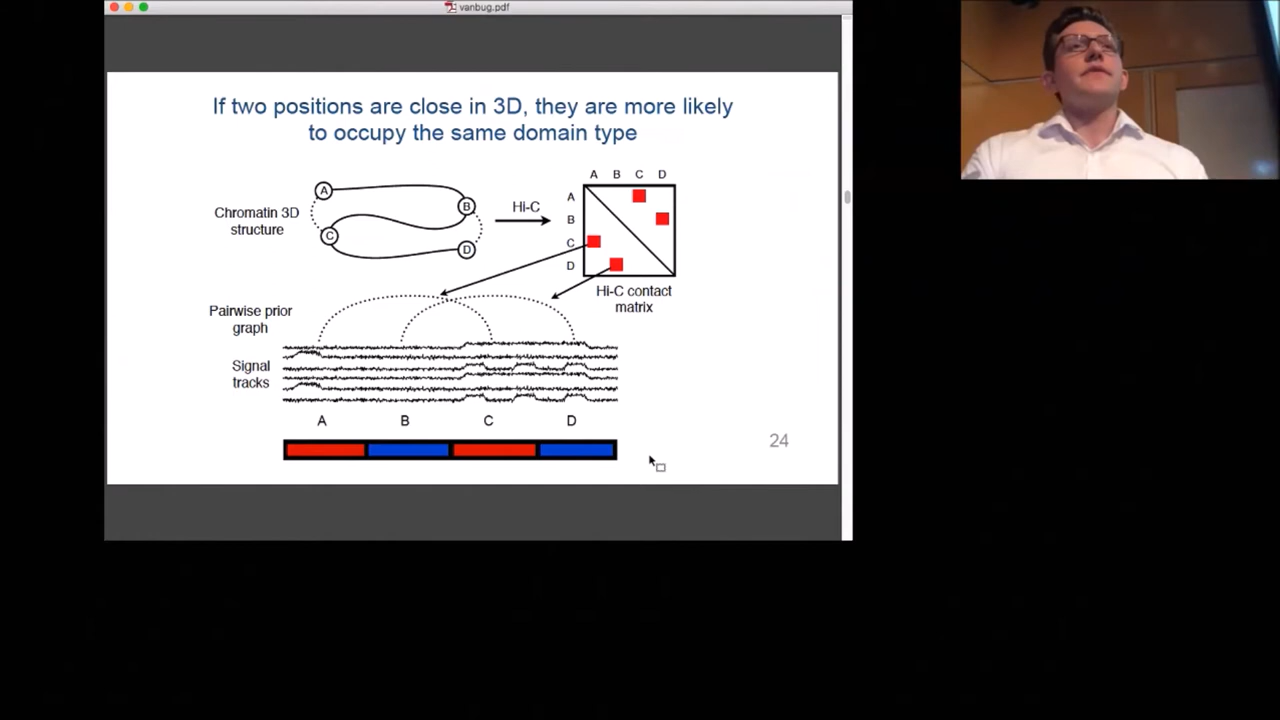 vanbug.pdf
If two positions are close in 3D, they are more likely
to occupy the same domain type
Chromatin 3D
structure
A
B
C
D
Hi-C
A B C D
A
B
C
D
Hi-C contact
matrix
Pairwise prior
graph
Signal
tracks
A B C D
24